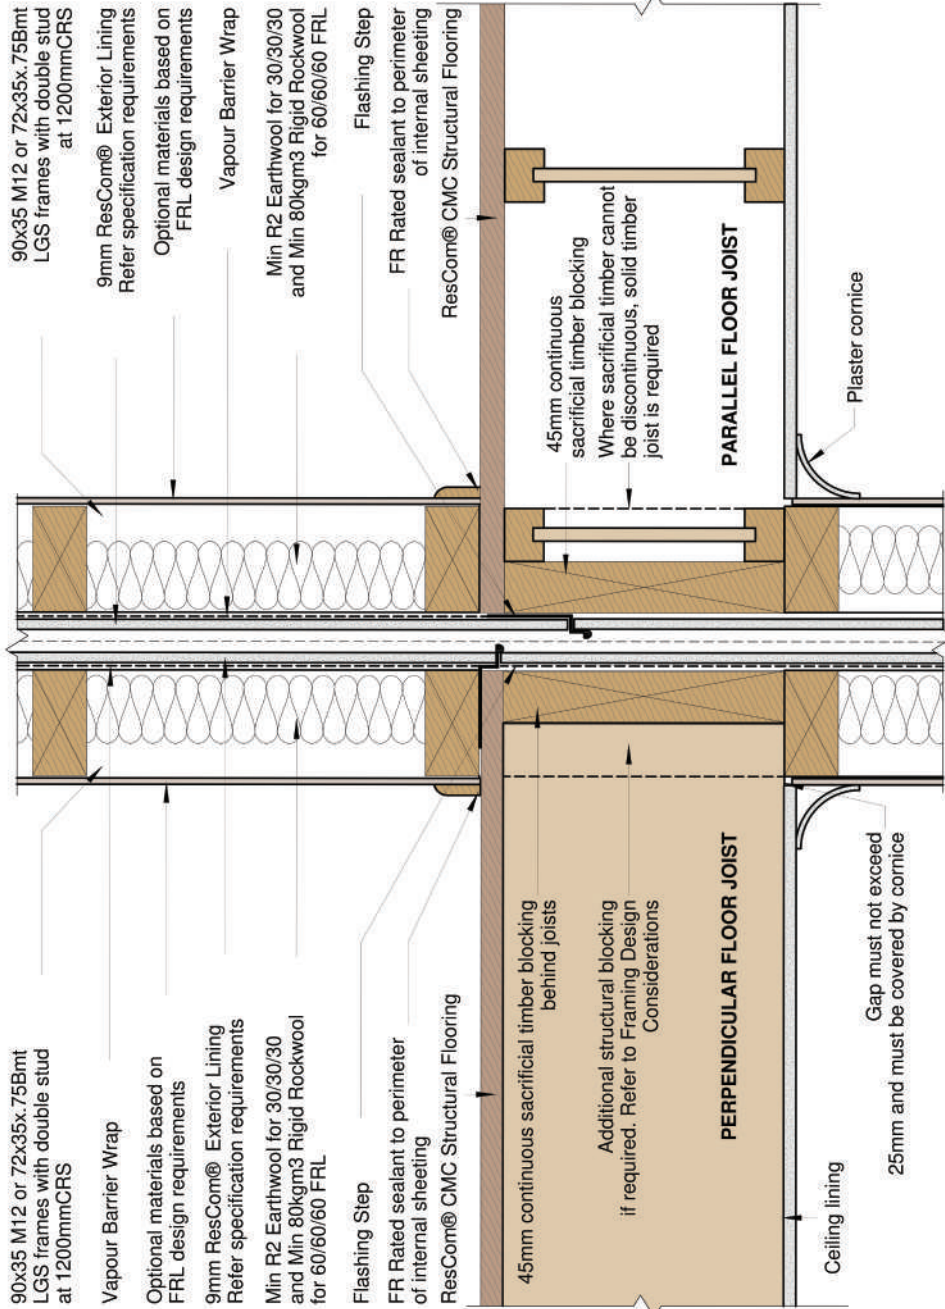 90x35 M12 or 72x35x.75Bmt
LGS frames with double stud
at 1200mmCRS
Vapour Barrier Wrap
Optional materials based on
FRL design requirements
9mm ResCom® Exterior Lining
Refer specification requirements
Min R2 Earthwool for 30/30/30
and Min 80kgm3 Rigid Rockwool
for 60/60/60 FRL
Flashing Step
FR Rated sealant to perimeter
of internal sheeting
ResCom® CMC Structural Flooring
45mm continuous sacrificial timber blocking
behind joists
Additional structural blocking
if required. Refer to Framing Design
Considerations
PERPENDICULAR FLOOR JOIST
Ceiling lining
Gap must not exceed
25mm and must be covered by cornice
90x35 M12 or 72x35x.75Bmt
LGS frames with double stud
at 1200mmCRS
9mm ResCom® Exterior Lining
Refer specification requirements
Optional materials based on
FRL design requirements
Vapour Barrier Wrap
Min R2 Earthwool for 30/30/30
and Min 80kgm3 Rigid Rockwool
for 60/60/60 FRL
Flashing Step
FR Rated sealant to perimeter
of internal sheeting
ResCom® CMC Structural Flooring
45mm continuous
sacrificial timber blocking
Where sacrificial timber cannot
be discontinuous, solid timber
joist is required
PARALLEL FLOOR JOIST
Plaster cornice